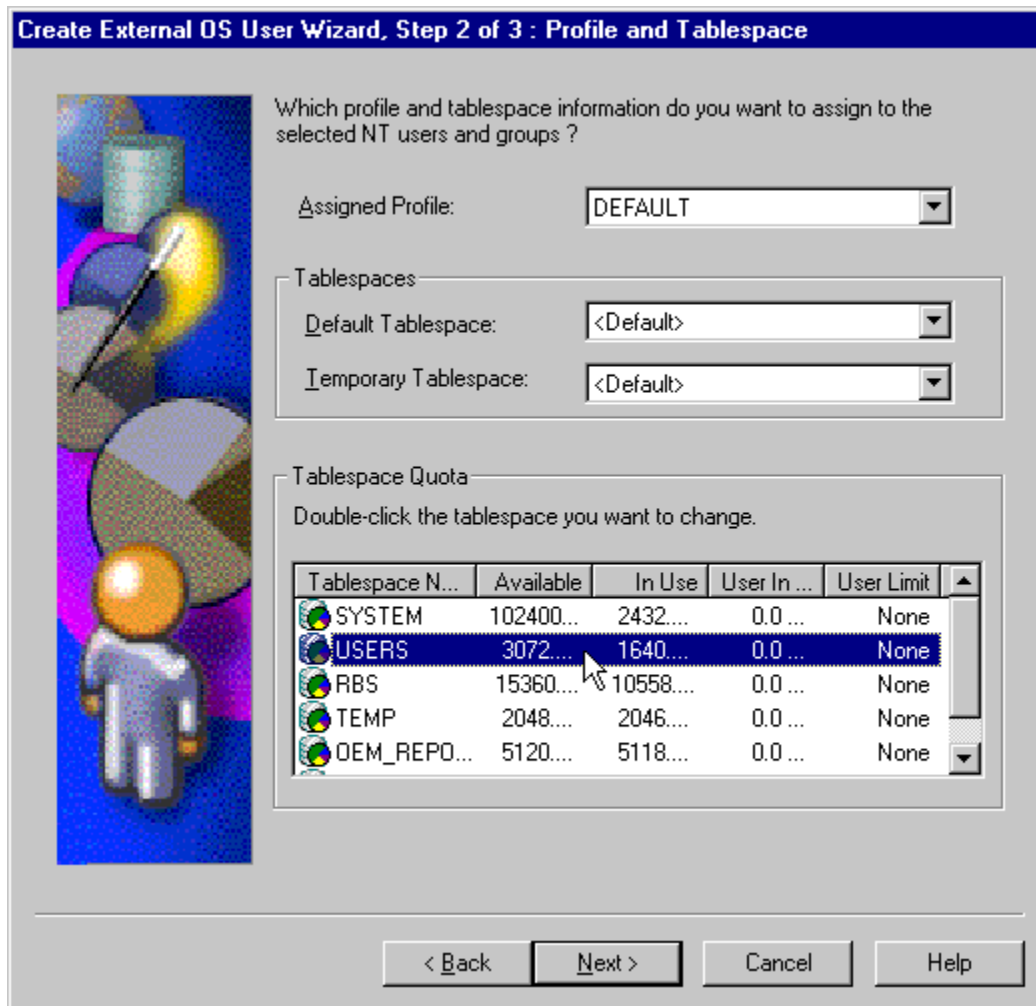 Create External OS User Wizard, Step 2 of 3 : Profile and Tablespace
Which profile and tablespace information do you want to assign to the
selected NT users and groups ?
Assigned Profile: DEFAULT
Tablespaces
Default Tablespace: <Default>
Temporary Tablespace: <Default>
Tablespace Quota
Double-click the tablespace you want to change.
Tablespace N... Available In Use User In ... User Limit
SYSTEM 102400... 2432.... 0.0 ... None
USERS 3072.... 1640.... 0.0 ... None
RBS 15360.... 10558.... 0.0 ... None
TEMP 2048.... 2046.... 0.0 ... None
OEM_REPO... 5120.... 5118.... 0.0 ... None
< Back Next > Cancel Help